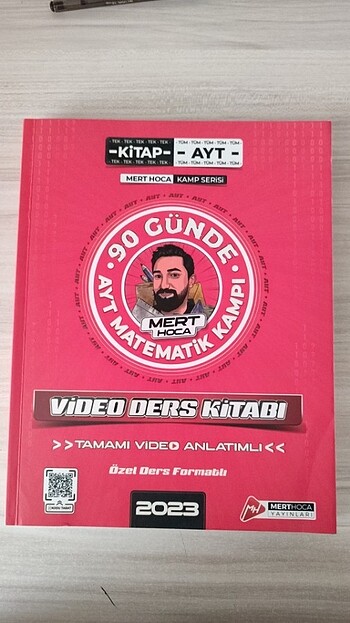 · TEK · TEK · TEK · TEK · TEK ·
-KİTAP-
· TEK · TEK · TEK · TEK · TEK ·
· TÜM · TÜM · TÜM · TÜM · TÜM ·
- AYT -
· TÜM · TÜM · TÜM · TÜM · TÜM ·
MERT HOCA KAMP SERİSİ
· 90 GÜNDE ·
AYT MATEMATİK KAMPI
MERT
HOCA
VİDEO DERS KİTABI
>>TAMAMI VİDEO ANLATIMLI<<
Özel Ders Formatlı
2023
MH
MERTHOCA
YAYINLARI